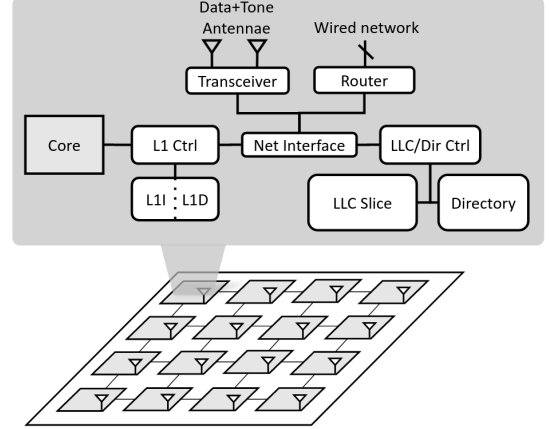 Data+Tone
Antennae
Wired network
Transceiver
Router
Core
L1 Ctrl
Net Interface
LLC/Dir Ctrl
L1I
L1D
LLC Slice
Directory